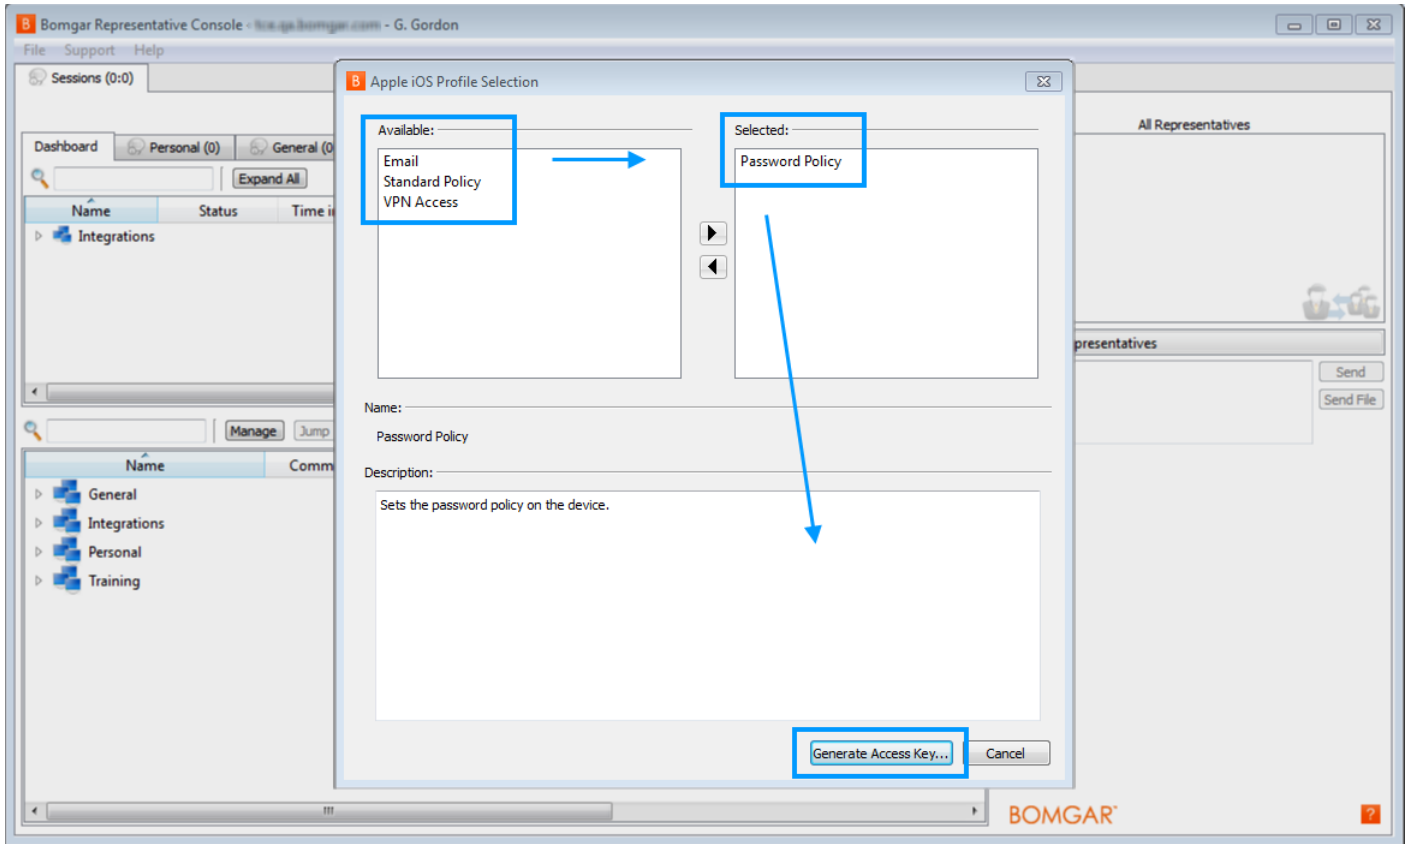 B Bomgar Representative Console - - G. Gordon
File Support Help
Sessions (0:0)
B Apple iOS Profile Selection
All Representatives
Dashboard Personal (0) General (0
Expand All
Name Status Time i
Integrations
Available:
Email
Standard Policy
VPN Access
Selected:
Password Policy
presentatives
Send
Send File
Manage Jump
Name Comm
General
Integrations
Personal
Training
Name:
Password Policy
Description:
Sets the password policy on the device.
Generate Access Key... Cancel
BOMGAR
?